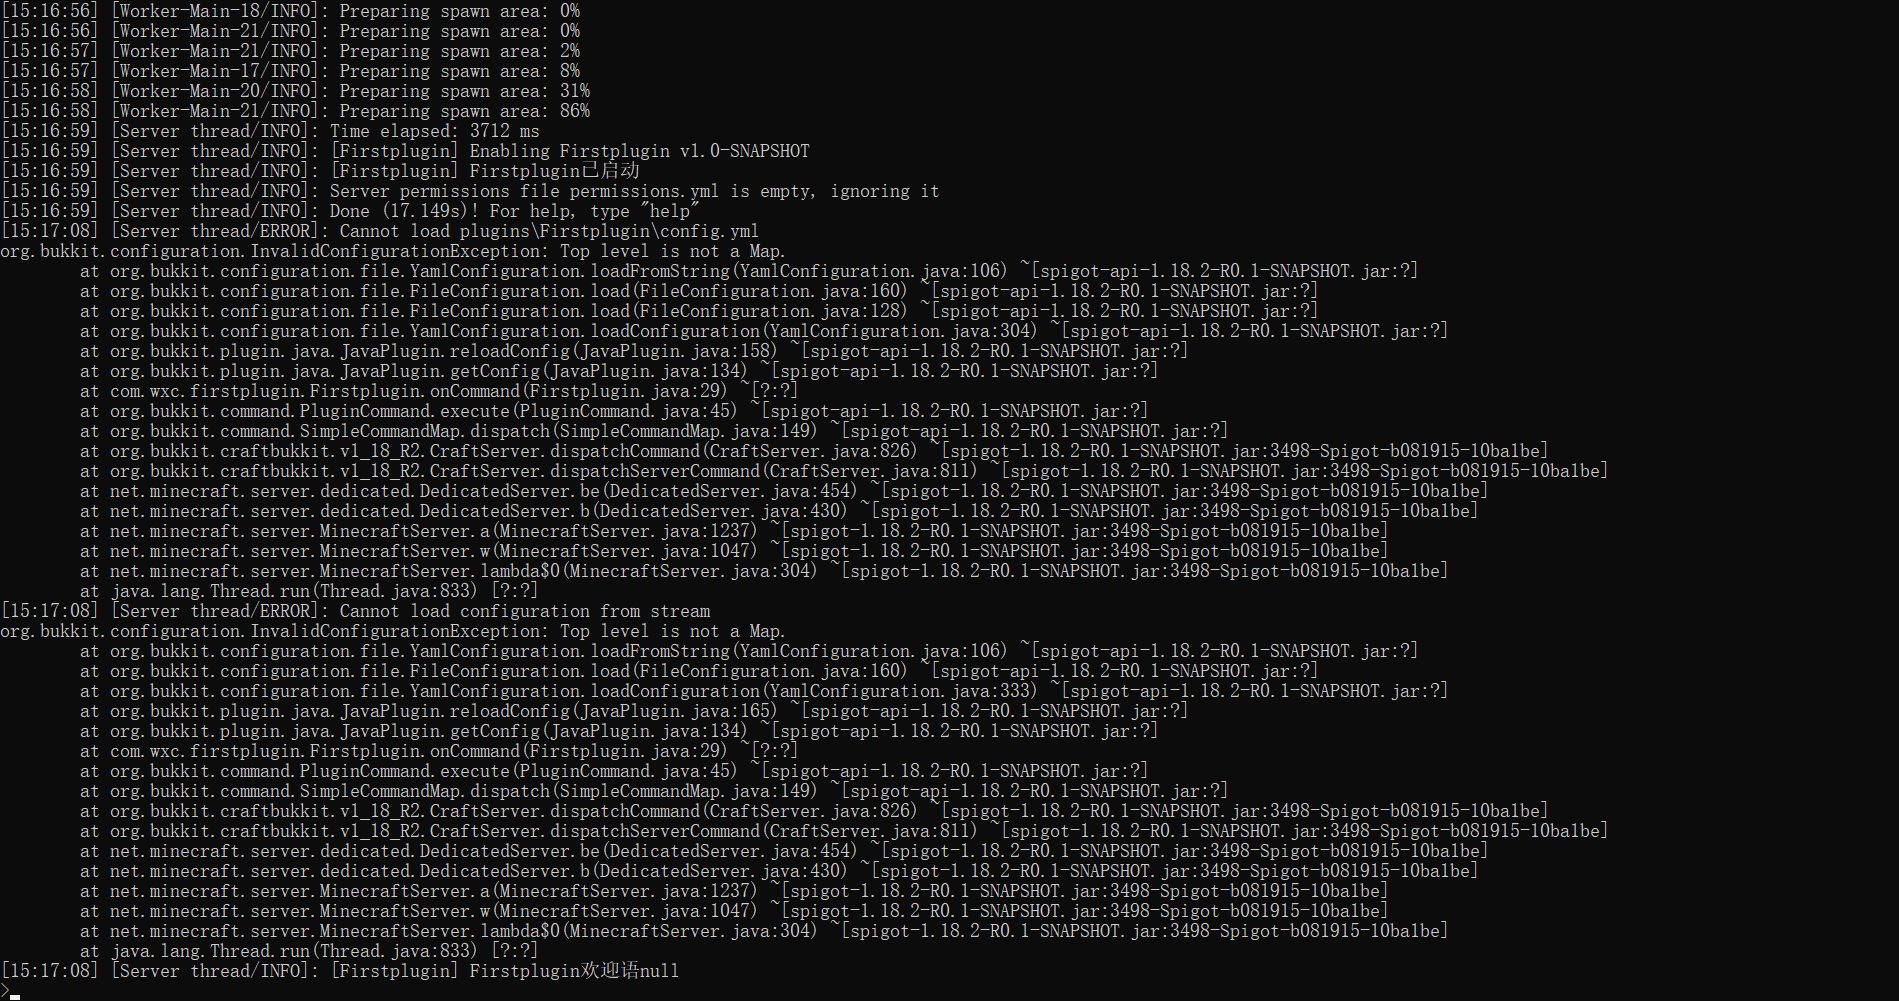 [15:16:56] [Worker-Main-18/INFO]: Preparing spawn area: 0%
[15:16:56] [Worker-Main-21/INFO]: Preparing spawn area: 0%
[15:16:57] [Worker-Main-21/INFO]: Preparing spawn area: 2%
[15:16:57] [Worker-Main-17/INFO]: Preparing spawn area: 8%
[15:16:58] [Worker-Main-20/INFO]: Preparing spawn area: 31%
[15:16:58] [Worker-Main-21/INFO]: Preparing spawn area: 86%
[15:16:59] [Server thread/INFO]: Time elapsed: 3712 ms
[15:16:59] [Server thread/INFO]: [Firstplugin] Enabling Firstplugin v1.0-SNAPSHOT
[15:16:59] [Server thread/INFO]: [Firstplugin] Firstplugin已启动
[15:16:59] [Server thread/INFO]: Server permissions file permissions.yml is empty, ignoring it
[15:16:59] [Server thread/INFO]: Done (17.149s)! For help, type "help"
[15:17:08] [Server thread/ERROR]: Cannot load plugins\Firstplugin\config.yml
org.bukkit.configuration.InvalidConfigurationException: Top level is not a Map.
        at org.bukkit.configuration.file.YamlConfiguration.loadFromString(YamlConfiguration.java:106) ~[spigot-api-1.18.2-R0.1-SNAPSHOT.jar:?]
        at org.bukkit.configuration.file.FileConfiguration.load(FileConfiguration.java:160) ~[spigot-api-1.18.2-R0.1-SNAPSHOT.jar:?]
        at org.bukkit.configuration.file.FileConfiguration.load(FileConfiguration.java:128) ~[spigot-api-1.18.2-R0.1-SNAPSHOT.jar:?]
        at org.bukkit.configuration.file.YamlConfiguration.loadConfiguration(YamlConfiguration.java:304) ~[spigot-api-1.18.2-R0.1-SNAPSHOT.jar:?]
        at org.bukkit.plugin.java.JavaPlugin.reloadConfig(JavaPlugin.java:158) ~[spigot-api-1.18.2-R0.1-SNAPSHOT.jar:?]
        at org.bukkit.plugin.java.JavaPlugin.getConfig(JavaPlugin.java:134) ~[spigot-api-1.18.2-R0.1-SNAPSHOT.jar:?]
        at com.wxc.firstplugin.Firstplugin.onCommand(Firstplugin.java:29) ~[?:?]
        at org.bukkit.command.PluginCommand.execute(PluginCommand.java:45) ~[spigot-api-1.18.2-R0.1-SNAPSHOT.jar:?]
        at org.bukkit.command.SimpleCommandMap.dispatch(SimpleCommandMap.java:149) ~[spigot-api-1.18.2-R0.1-SNAPSHOT.jar:?]
        at org.bukkit.craftbukkit.v1_18_R2.CraftServer.dispatchCommand(CraftServer.java:826) ~[spigot-1.18.2-R0.1-SNAPSHOT.jar:3498-Spigot-b081915-10ba1be]
        at org.bukkit.craftbukkit.v1_18_R2.CraftServer.dispatchServerCommand(CraftServer.java:811) ~[spigot-1.18.2-R0.1-SNAPSHOT.jar:3498-Spigot-b081915-10ba1be]
        at net.minecraft.server.dedicated.DedicatedServer.be(DedicatedServer.java:454) ~[spigot-1.18.2-R0.1-SNAPSHOT.jar:3498-Spigot-b081915-10ba1be]
        at net.minecraft.server.dedicated.DedicatedServer.b(DedicatedServer.java:430) ~[spigot-1.18.2-R0.1-SNAPSHOT.jar:3498-Spigot-b081915-10ba1be]
        at net.minecraft.server.MinecraftServer.a(MinecraftServer.java:1237) ~[spigot-1.18.2-R0.1-SNAPSHOT.jar:3498-Spigot-b081915-10ba1be]
        at net.minecraft.server.MinecraftServer.w(MinecraftServer.java:1047) ~[spigot-1.18.2-R0.1-SNAPSHOT.jar:3498-Spigot-b081915-10ba1be]
        at net.minecraft.server.MinecraftServer.lambda$0(MinecraftServer.java:304) ~[spigot-1.18.2-R0.1-SNAPSHOT.jar:3498-Spigot-b081915-10ba1be]
        at java.lang.Thread.run(Thread.java:833) [?:?]
[15:17:08] [Server thread/ERROR]: Cannot load configuration from stream
org.bukkit.configuration.InvalidConfigurationException: Top level is not a Map.
        at org.bukkit.configuration.file.YamlConfiguration.loadFromString(YamlConfiguration.java:106) ~[spigot-api-1.18.2-R0.1-SNAPSHOT.jar:?]
        at org.bukkit.configuration.file.FileConfiguration.load(FileConfiguration.java:160) ~[spigot-api-1.18.2-R0.1-SNAPSHOT.jar:?]
        at org.bukkit.configuration.file.YamlConfiguration.loadConfiguration(YamlConfiguration.java:333) ~[spigot-api-1.18.2-R0.1-SNAPSHOT.jar:?]
        at org.bukkit.plugin.java.JavaPlugin.reloadConfig(JavaPlugin.java:165) ~[spigot-api-1.18.2-R0.1-SNAPSHOT.jar:?]
        at org.bukkit.plugin.java.JavaPlugin.getConfig(JavaPlugin.java:134) ~[spigot-api-1.18.2-R0.1-SNAPSHOT.jar:?]
        at com.wxc.firstplugin.Firstplugin.onCommand(Firstplugin.java:29) ~[?:?]
        at org.bukkit.command.PluginCommand.execute(PluginCommand.java:45) ~[spigot-api-1.18.2-R0.1-SNAPSHOT.jar:?]
        at org.bukkit.command.SimpleCommandMap.dispatch(SimpleCommandMap.java:149) ~[spigot-api-1.18.2-R0.1-SNAPSHOT.jar:?]
        at org.bukkit.craftbukkit.v1_18_R2.CraftServer.dispatchCommand(CraftServer.java:826) ~[spigot-1.18.2-R0.1-SNAPSHOT.jar:3498-Spigot-b081915-10ba1be]
        at org.bukkit.craftbukkit.v1_18_R2.CraftServer.dispatchServerCommand(CraftServer.java:811) ~[spigot-1.18.2-R0.1-SNAPSHOT.jar:3498-Spigot-b081915-10ba1be]
        at net.minecraft.server.dedicated.DedicatedServer.be(DedicatedServer.java:454) ~[spigot-1.18.2-R0.1-SNAPSHOT.jar:3498-Spigot-b081915-10ba1be]
        at net.minecraft.server.dedicated.DedicatedServer.b(DedicatedServer.java:430) ~[spigot-1.18.2-R0.1-SNAPSHOT.jar:3498-Spigot-b081915-10ba1be]
        at net.minecraft.server.MinecraftServer.a(MinecraftServer.java:1237) ~[spigot-1.18.2-R0.1-SNAPSHOT.jar:3498-Spigot-b081915-10ba1be]
        at net.minecraft.server.MinecraftServer.w(MinecraftServer.java:1047) ~[spigot-1.18.2-R0.1-SNAPSHOT.jar:3498-Spigot-b081915-10ba1be]
        at net.minecraft.server.MinecraftServer.lambda$0(MinecraftServer.java:304) ~[spigot-1.18.2-R0.1-SNAPSHOT.jar:3498-Spigot-b081915-10ba1be]
        at java.lang.Thread.run(Thread.java:833) [?:?]
[15:17:08] [Server thread/INFO]: [Firstplugin] Firstplugin欢迎语null
>